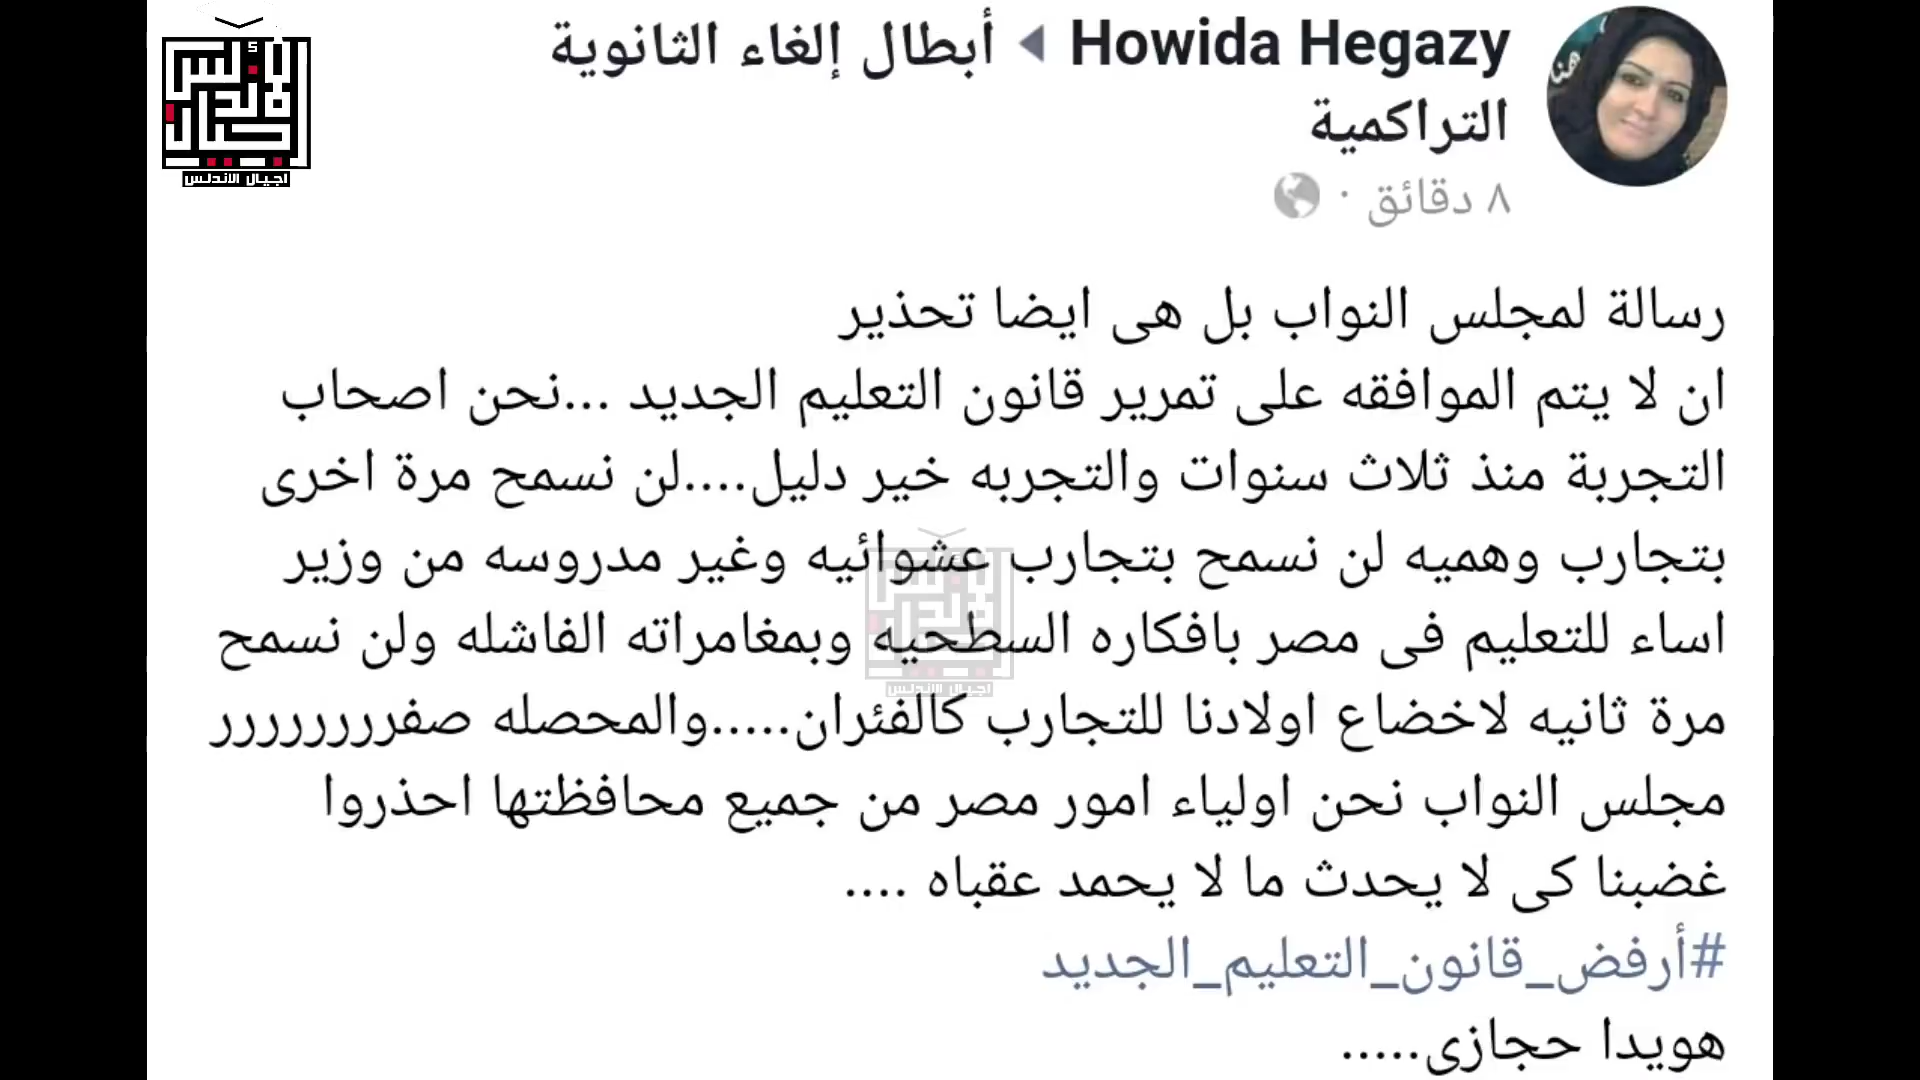 Howida Hegazy ◀ أبطال إلغاء الثانوية
التراكمية
٨ دقائق ·
رسالة لمجلس النواب بل هى ايضا تحذير
ان لا يتم الموافقه على تمرير قانون التعليم الجديد ...نحن اصحاب
التجربة منذ ثلاث سنوات والتجربه خير دليل....لن نسمح مرة اخرى
بتجارب وهميه لن نسمح بتجارب عشوائيه وغير مدروسه من وزير
اساء للتعليم فى مصر بافكاره السطحيه وبمغامراته الفاشله ولن نسمح
مرة ثانيه لاخضاع اولادنا للتجارب كالفئران.....والمحصله صفرررررررر
مجلس النواب نحن اولياء امور مصر من جميع محافظتها احذروا
غضبنا كى لا يحدث ما لا يحمد عقباه ....
#أرفض_قانون_التعليم_الجديد
هويدا حجازى.....
اجيال الاندلس
اجيال الاندلس